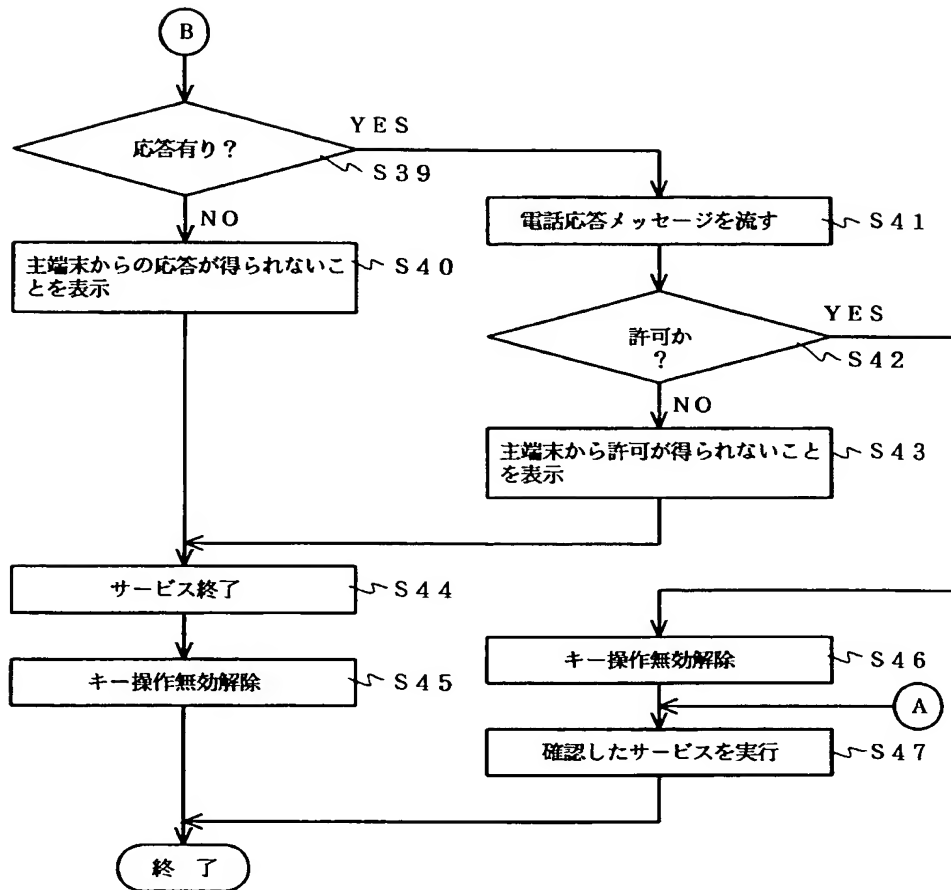 B
応答有り?
YES
S39
NO
主端末からの応答が得られないこ
とを表示
S40
電話応答メッセージを流す
S41
許可か
?
YES
S42
NO
主端末から許可が得られないこと
を表示
S43
サービス終了
S44
キー操作無効解除
S45
キー操作無効解除
S46
A
確認したサービスを実行
S47
終 了